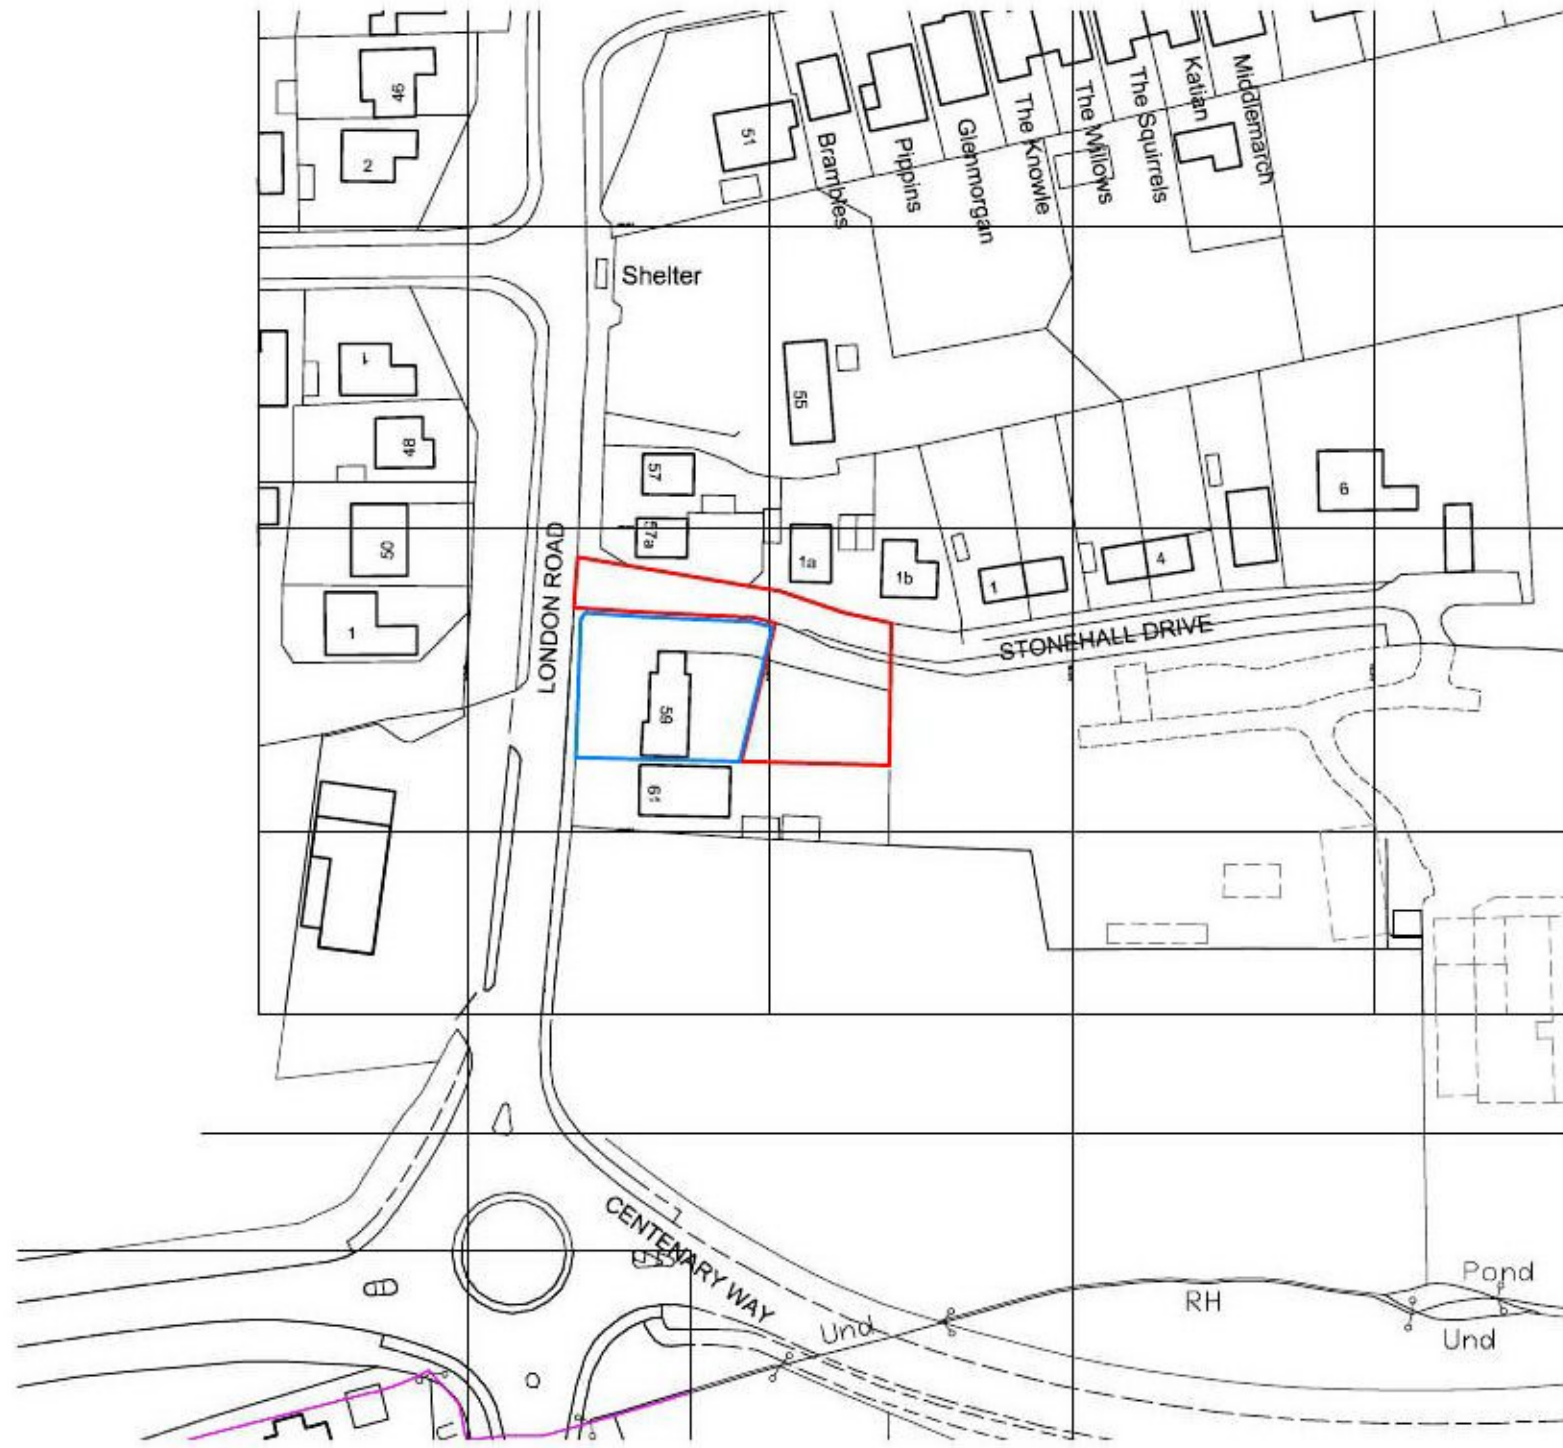 46
2
51
Brambles
Pippins
Glenmorgan
The Knowle
The Willows
The Squirrels
Katian
Middlemarch
Shelter
1
48
55
57
6
50
57a
1a
1b
1
4
LONDON ROAD
1
STONEHALL DRIVE
59
61
CENTENARY WAY
Pond
RH
Und
Und